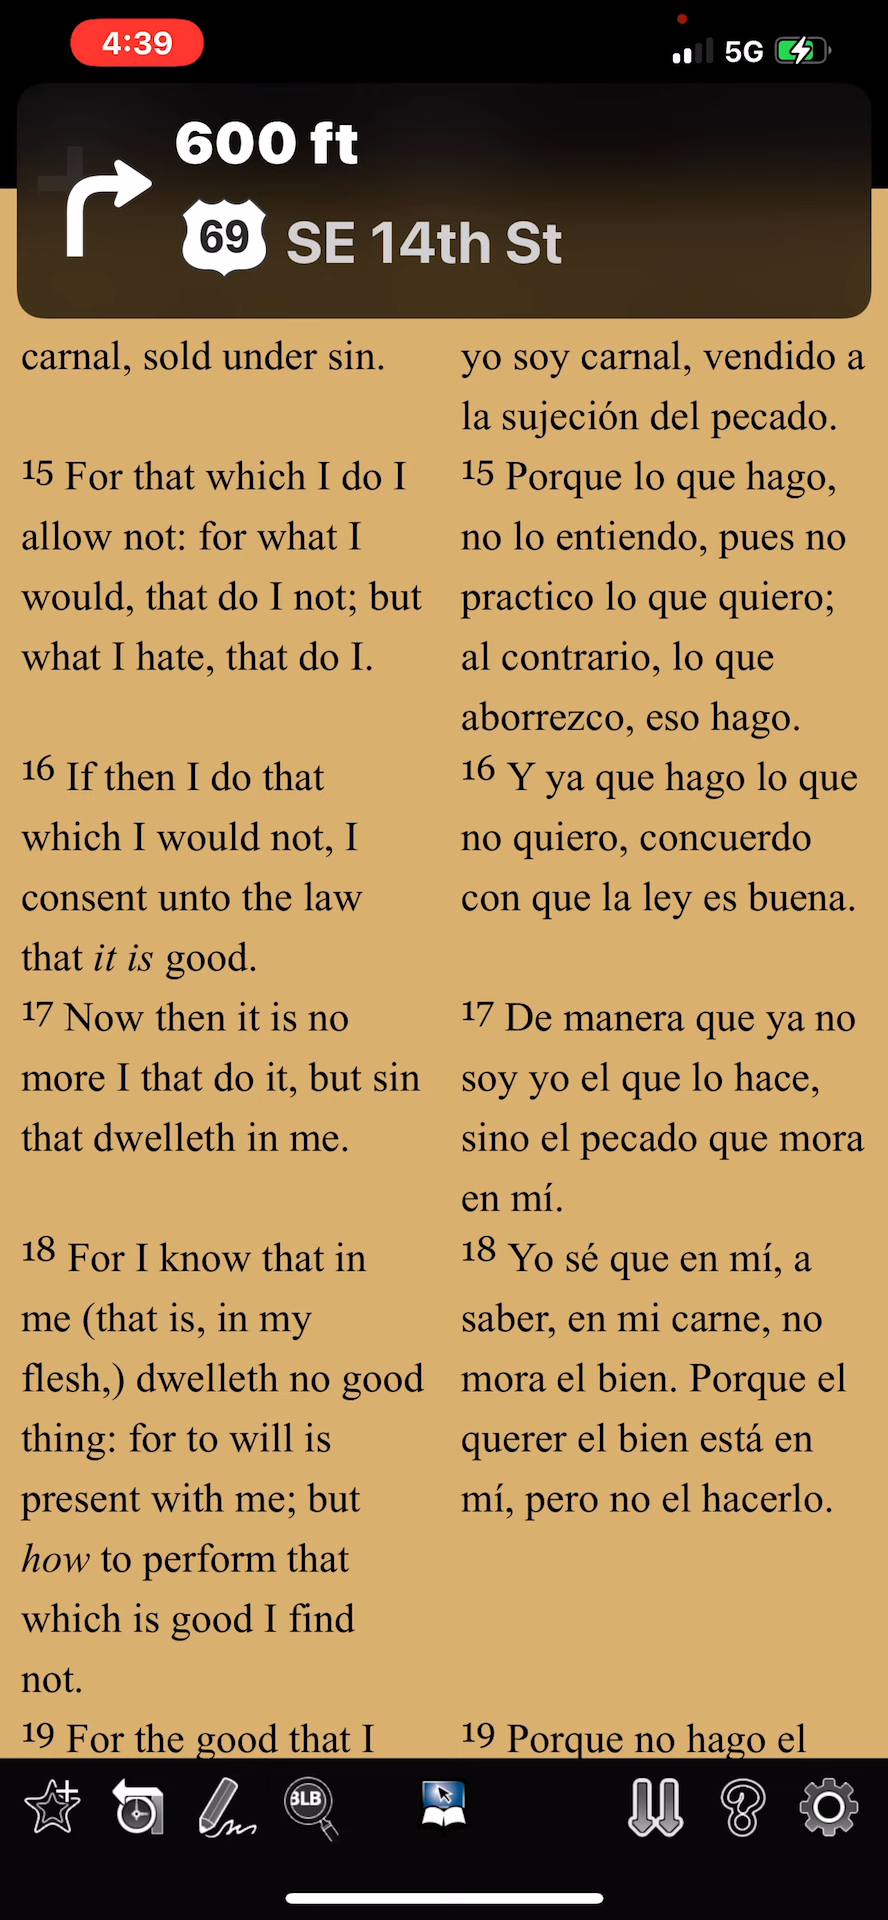 4:39
5G
600 ft
69 SE 14th St
carnal, sold under sin.
15 For that which I do I
allow not: for what I
would, that do I not; but
what I hate, that do I.
16 If then I do that
which I would not, I
consent unto the law
that it is good.
17 Now then it is no
more I that do it, but sin
that dwelleth in me.
18 For I know that in
me (that is, in my
flesh,) dwelleth no good
thing: for to will is
present with me; but
how to perform that
which is good I find
not.
19 For the good that I
yo soy carnal, vendido a
la sujeción del pecado.
15 Porque lo que hago,
no lo entiendo, pues no
practico lo que quiero;
al contrario, lo que
aborrezco, eso hago.
16 Y ya que hago lo que
no quiero, concuerdo
con que la ley es buena.
17 De manera que ya no
soy yo el que lo hace,
sino el pecado que mora
en mí.
18 Yo sé que en mí, a
saber, en mi carne, no
mora el bien. Porque el
querer el bien está en
mí, pero no el hacerlo.
19 Porque no hago el
BLB